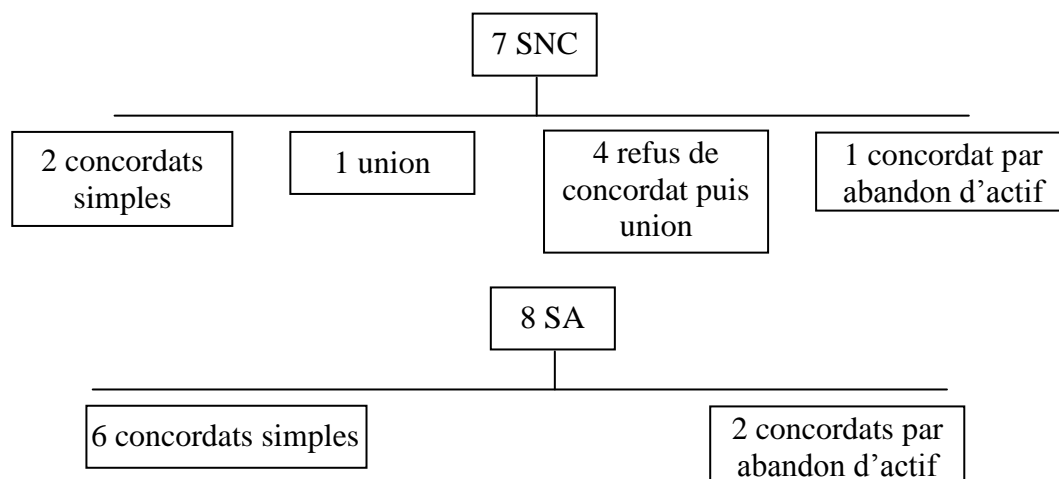 7 SNC
2 concordats
simples
1 union
4 refus de
concordat puis
union
1 concordat par
abandon d’actif
8 SA
6 concordats simples
2 concordats par
abandon d’actif